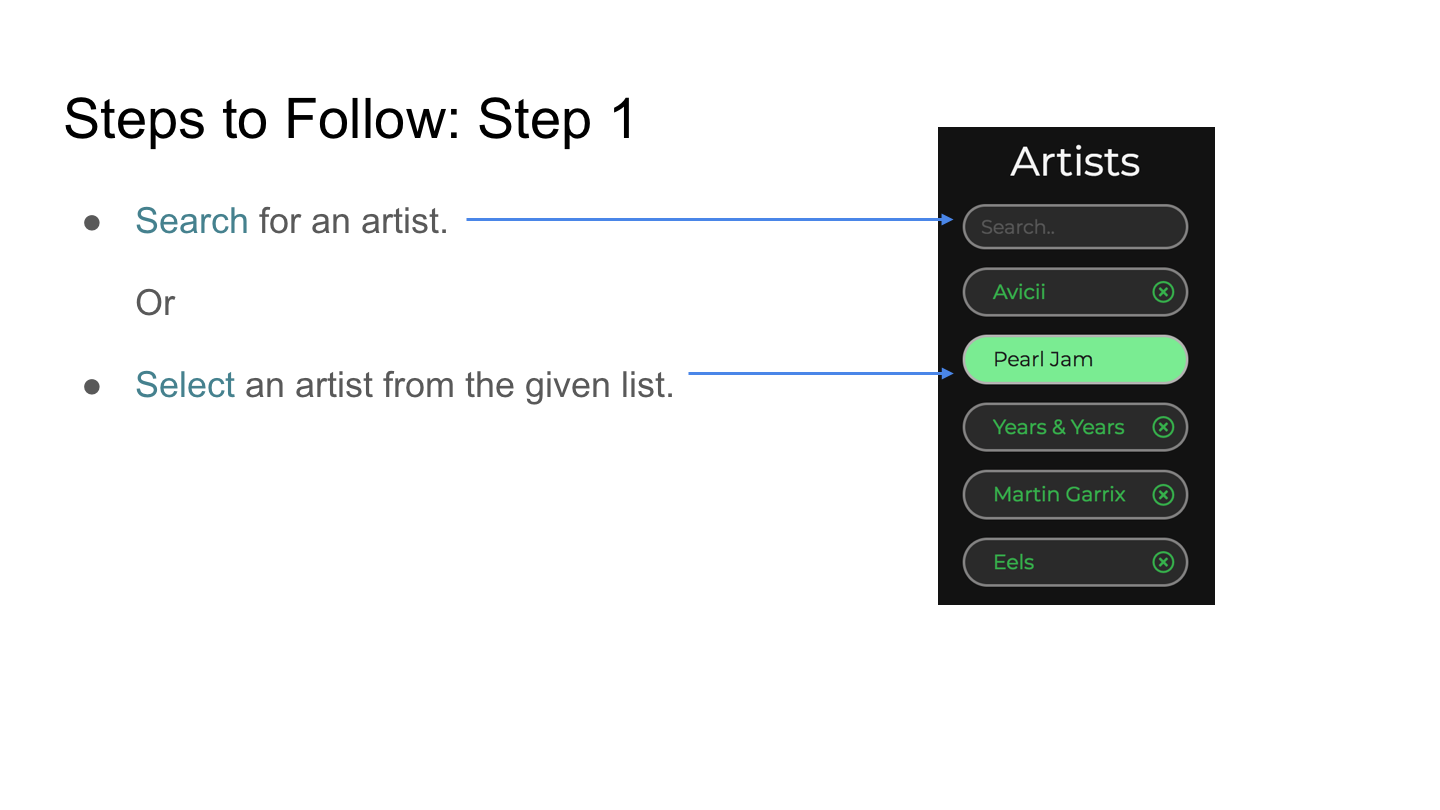 Steps to Follow: Step 1
● Search for an artist.
Or
● Select an artist from the given list.
Artists
Search..
Avicii
Pearl Jam
Years & Years
Martin Garrix
Eels